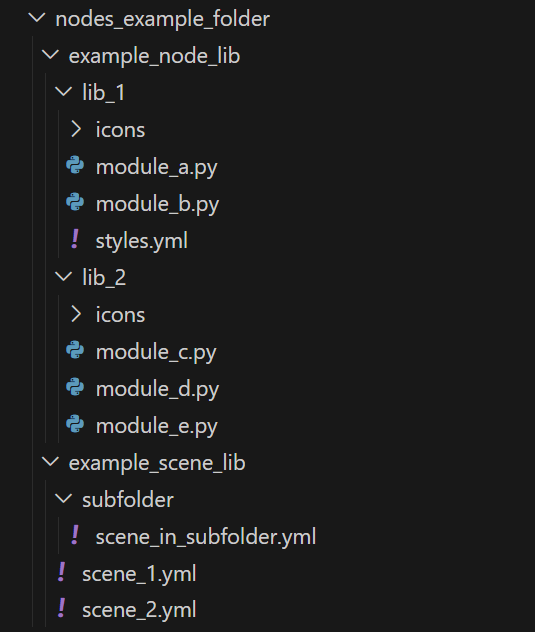 nodes_example_folder
example_node_lib
lib_1
icons
module_a.py
module_b.py
styles.yml
lib_2
icons
module_c.py
module_d.py
module_e.py
example_scene_lib
subfolder
scene_in_subfolder.yml
scene_1.yml
scene_2.yml